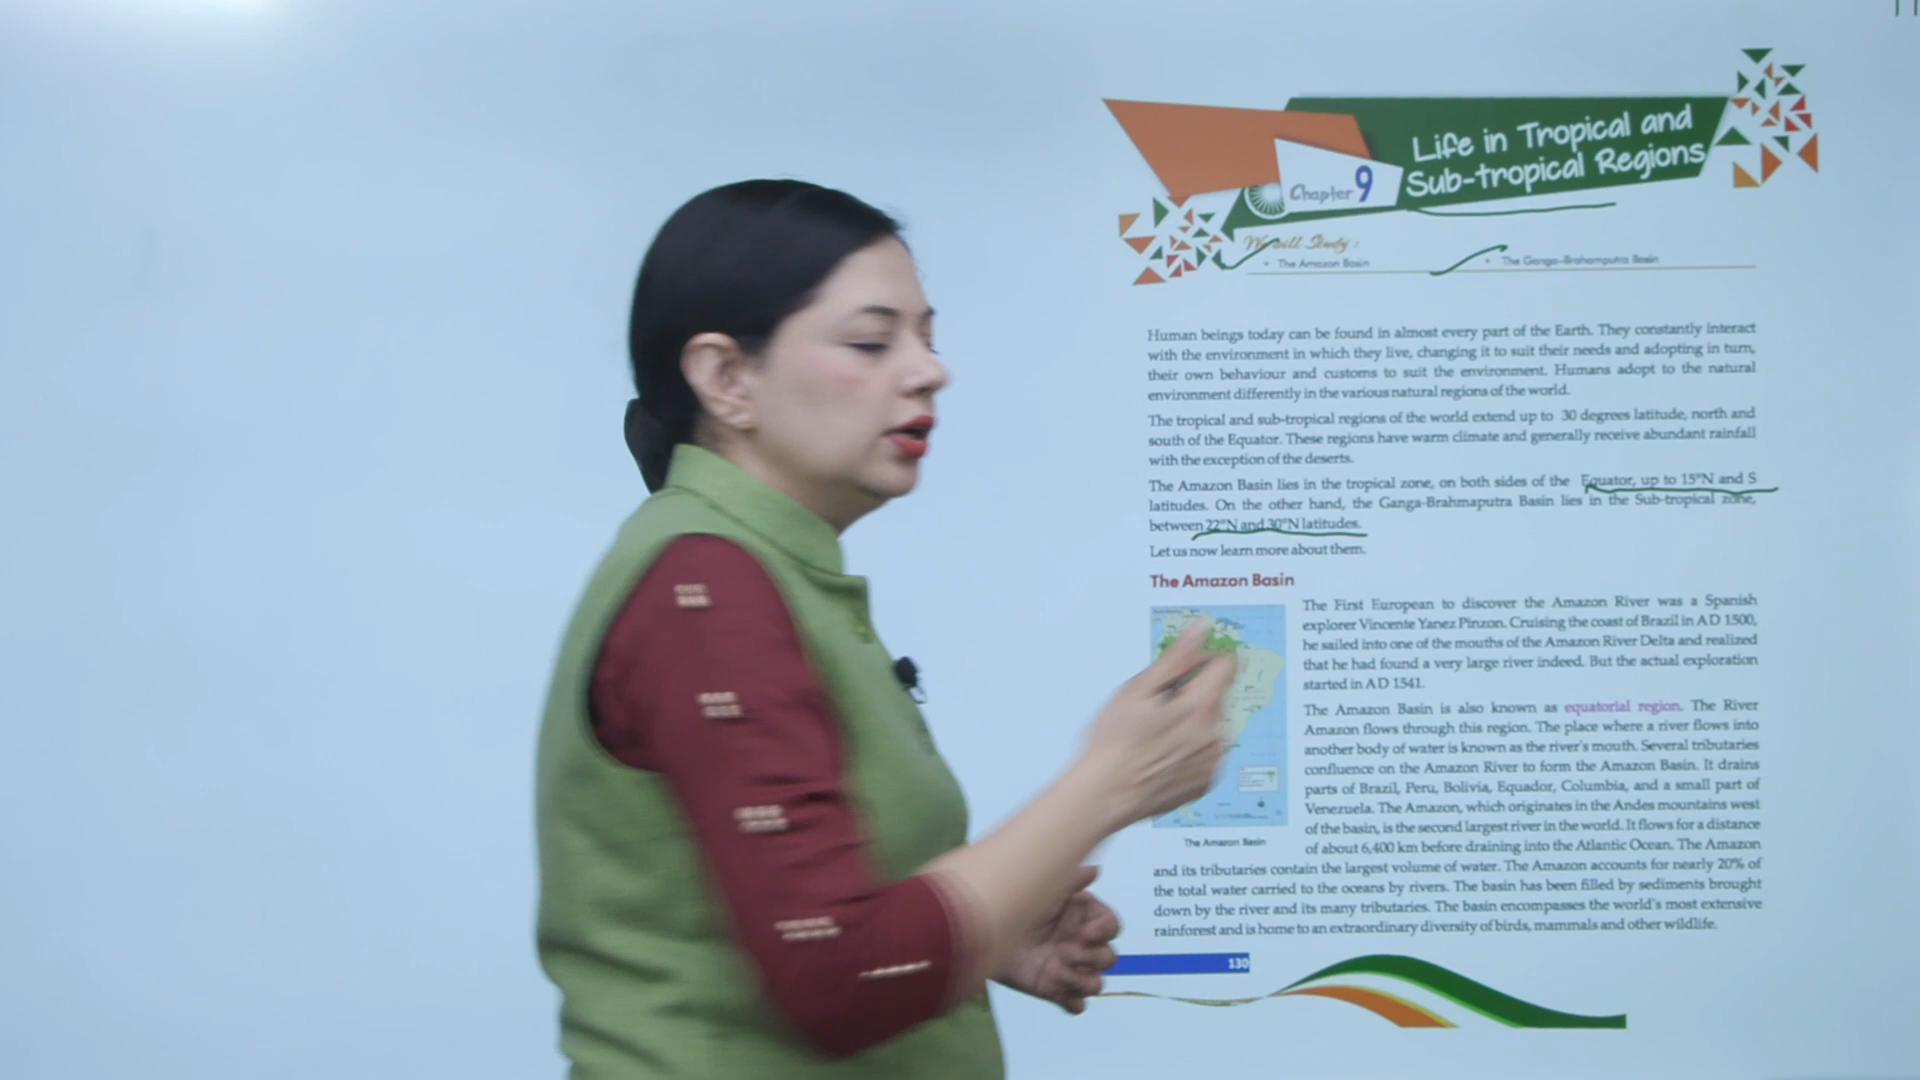 Life in Tropical and
Sub-tropical Regions
Chapter 9
We will Study :
• The Amazon Basin
• The Ganga-Brahamputra Basin
Human beings today can be found in almost every part of the Earth. They constantly interact
with the environment in which they live, changing it to suit their needs and adopting in turn,
their own behaviour and customs to suit the environment. Humans adopt to the natural
environment differently in the various natural regions of the world.
The tropical and sub-tropical regions of the world extend up to 30 degrees latitude, north and
south of the Equator. These regions have warm climate and generally receive abundant rainfall
with the exception of the deserts.
The Amazon Basin lies in the tropical zone, on both sides of the Equator, up to 15°N and S
latitudes. On the other hand, the Ganga-Brahmaputra Basin lies in the Sub-tropical zone,
between 22°N and 30°N latitudes.
Let us now learn more about them.
The Amazon Basin
The First European to discover the Amazon River was a Spanish
explorer Vincente Yanez Pinzon. Cruising the coast of Brazil in AD 1500,
he sailed into one of the mouths of the Amazon River Delta and realized
that he had found a very large river indeed. But the actual exploration
started in AD 1541.
The Amazon Basin is also known as equatorial region. The River
Amazon flows through this region. The place where a river flows into
another body of water is known as the river's mouth. Several tributaries
confluence on the Amazon River to form the Amazon Basin. It drains
parts of Brazil, Peru, Bolivia, Equador, Columbia, and a small part of
Venezuela. The Amazon, which originates in the Andes mountains west
of the basin, is the second largest river in the world. It flows for a distance
of about 6,400 km before draining into the Atlantic Ocean. The Amazon
The Amazon Basin
and its tributaries contain the largest volume of water. The Amazon accounts for nearly 20% of
the total water carried to the oceans by rivers. The basin has been filled by sediments brought
down by the river and its many tributaries. The basin encompasses the world's most extensive
rainforest and is home to an extraordinary diversity of birds, mammals and other wildlife.
130